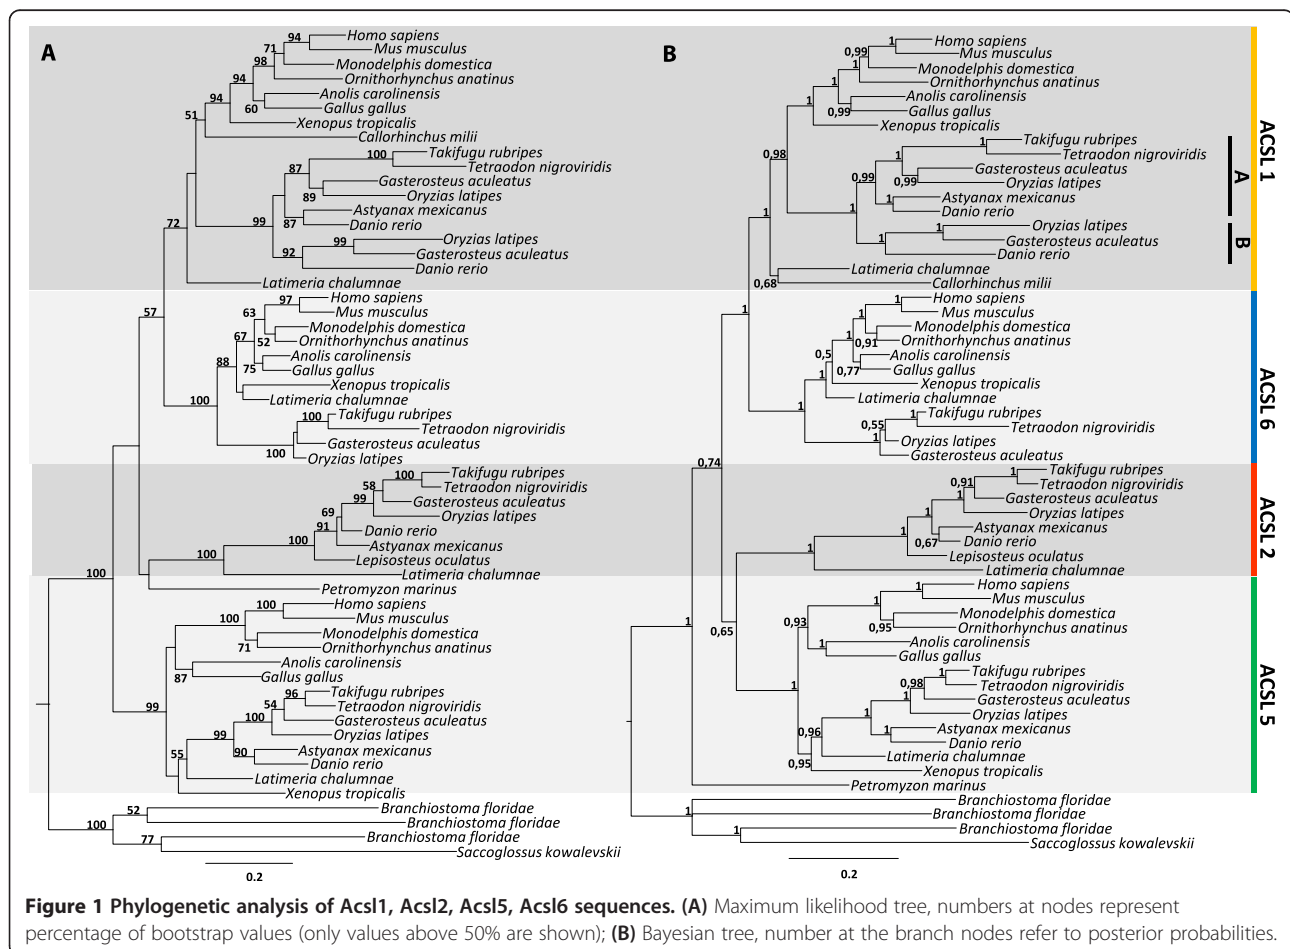 A
94
Homo sapiens
71
Mus musculus
98
Monodelphis domestica
94
Ornithorhynchus anatinus
94
Anolis carolinensis
60
Gallus gallus
51
Xenopus tropicalis
Callorhinchus milii
100
Takifugu rubripes
87
Tetraodon nigroviridis
Gasterosteus aculeatus
89
Oryzias latipes
99
Astyanax mexicanus
87
Danio rerio
72
99
Oryzias latipes
92
Gasterosteus aculeatus
Danio rerio
Latimeria chalumnae
57
97
Homo sapiens
63
Mus musculus
Monodelphis domestica
67
52
Ornithorhynchus anatinus
88
Anolis carolinensis
75
Gallus gallus
Xenopus tropicalis
100
Latimeria chalumnae
100
Takifugu rubripes
Tetraodon nigroviridis
Gasterosteus aculeatus
100
Oryzias latipes
100
Takifugu rubripes
58
Tetraodon nigroviridis
99
Gasterosteus aculeatus
69
Oryzias latipes
91
Danio rerio
100
Astyanax mexicanus
100
Lepisosteus oculatus
Latimeria chalumnae
100
Petromyzon marinus
100
Homo sapiens
100
Mus musculus
Monodelphis domestica
71
Ornithorhynchus anatinus
Anolis carolinensis
87
Gallus gallus
96
Takifugu rubripes
54
Tetraodon nigroviridis
100
Gasterosteus aculeatus
99
Oryzias latipes
99
90
Astyanax mexicanus
Danio rerio
55
Latimeria chalumnae
Xenopus tropicalis
52
Branchiostoma floridae
100
Branchiostoma floridae
77
Branchiostoma floridae
Saccoglossus kowalevskii
0.2
B
1
Homo sapiens
0,99
Mus musculus
1
Monodelphis domestica
1
Ornithorhynchus anatinus
1
Anolis carolinensis
0,99
Gallus gallus
Xenopus tropicalis
1
Takifugu rubripes
1
Tetraodon nigroviridis
0,98
Gasterosteus aculeatus
0,99
0,99
Oryzias latipes
1
Astyanax mexicanus
1
Danio rerio
1
1
Oryzias latipes
1
Gasterosteus aculeatus
Danio rerio
Latimeria chalumnae
0,68
Callorhinchus milii
1
1
Homo sapiens
1
Mus musculus
Monodelphis domestica
1
0,91
Ornithorhynchus anatinus
0,5
Anolis carolinensis
0,77
Gallus gallus
1
Xenopus tropicalis
1
Latimeria chalumnae
1
Takifugu rubripes
0,55
Tetraodon nigroviridis
1
Oryzias latipes
Gasterosteus aculeatus
0,74
1
Takifugu rubripes
0,91
Tetraodon nigroviridis
1
Gasterosteus aculeatus
1
Oryzias latipes
1
Astyanax mexicanus
0,67
Danio rerio
1
Lepisosteus oculatus
Latimeria chalumnae
1
Homo sapiens
1
Mus musculus
Monodelphis domestica
1
0,65
0,93
0,95
Ornithorhynchus anatinus
1
Anolis carolinensis
Gallus gallus
1
Takifugu rubripes
0,98
Tetraodon nigroviridis
1
1
Gasterosteus aculeatus
1
Oryzias latipes
0,96
1
Astyanax mexicanus
Danio rerio
0,95
Latimeria chalumnae
Xenopus tropicalis
Petromyzon marinus
Branchiostoma floridae
1
Branchiostoma floridae
1
Branchiostoma floridae
Saccoglossus kowalevskii
0.2
A
B
ACSL 1
ACSL 6
ACSL 2
ACSL 5
Figure 1 Phylogenetic analysis of Acsl1, Acsl2, Acsl5, Acsl6 sequences. (A) Maximum likelihood tree, numbers at nodes represent
percentage of bootstrap values (only values above 50% are shown); (B) Bayesian tree, number at the branch nodes refer to posterior probabilities.